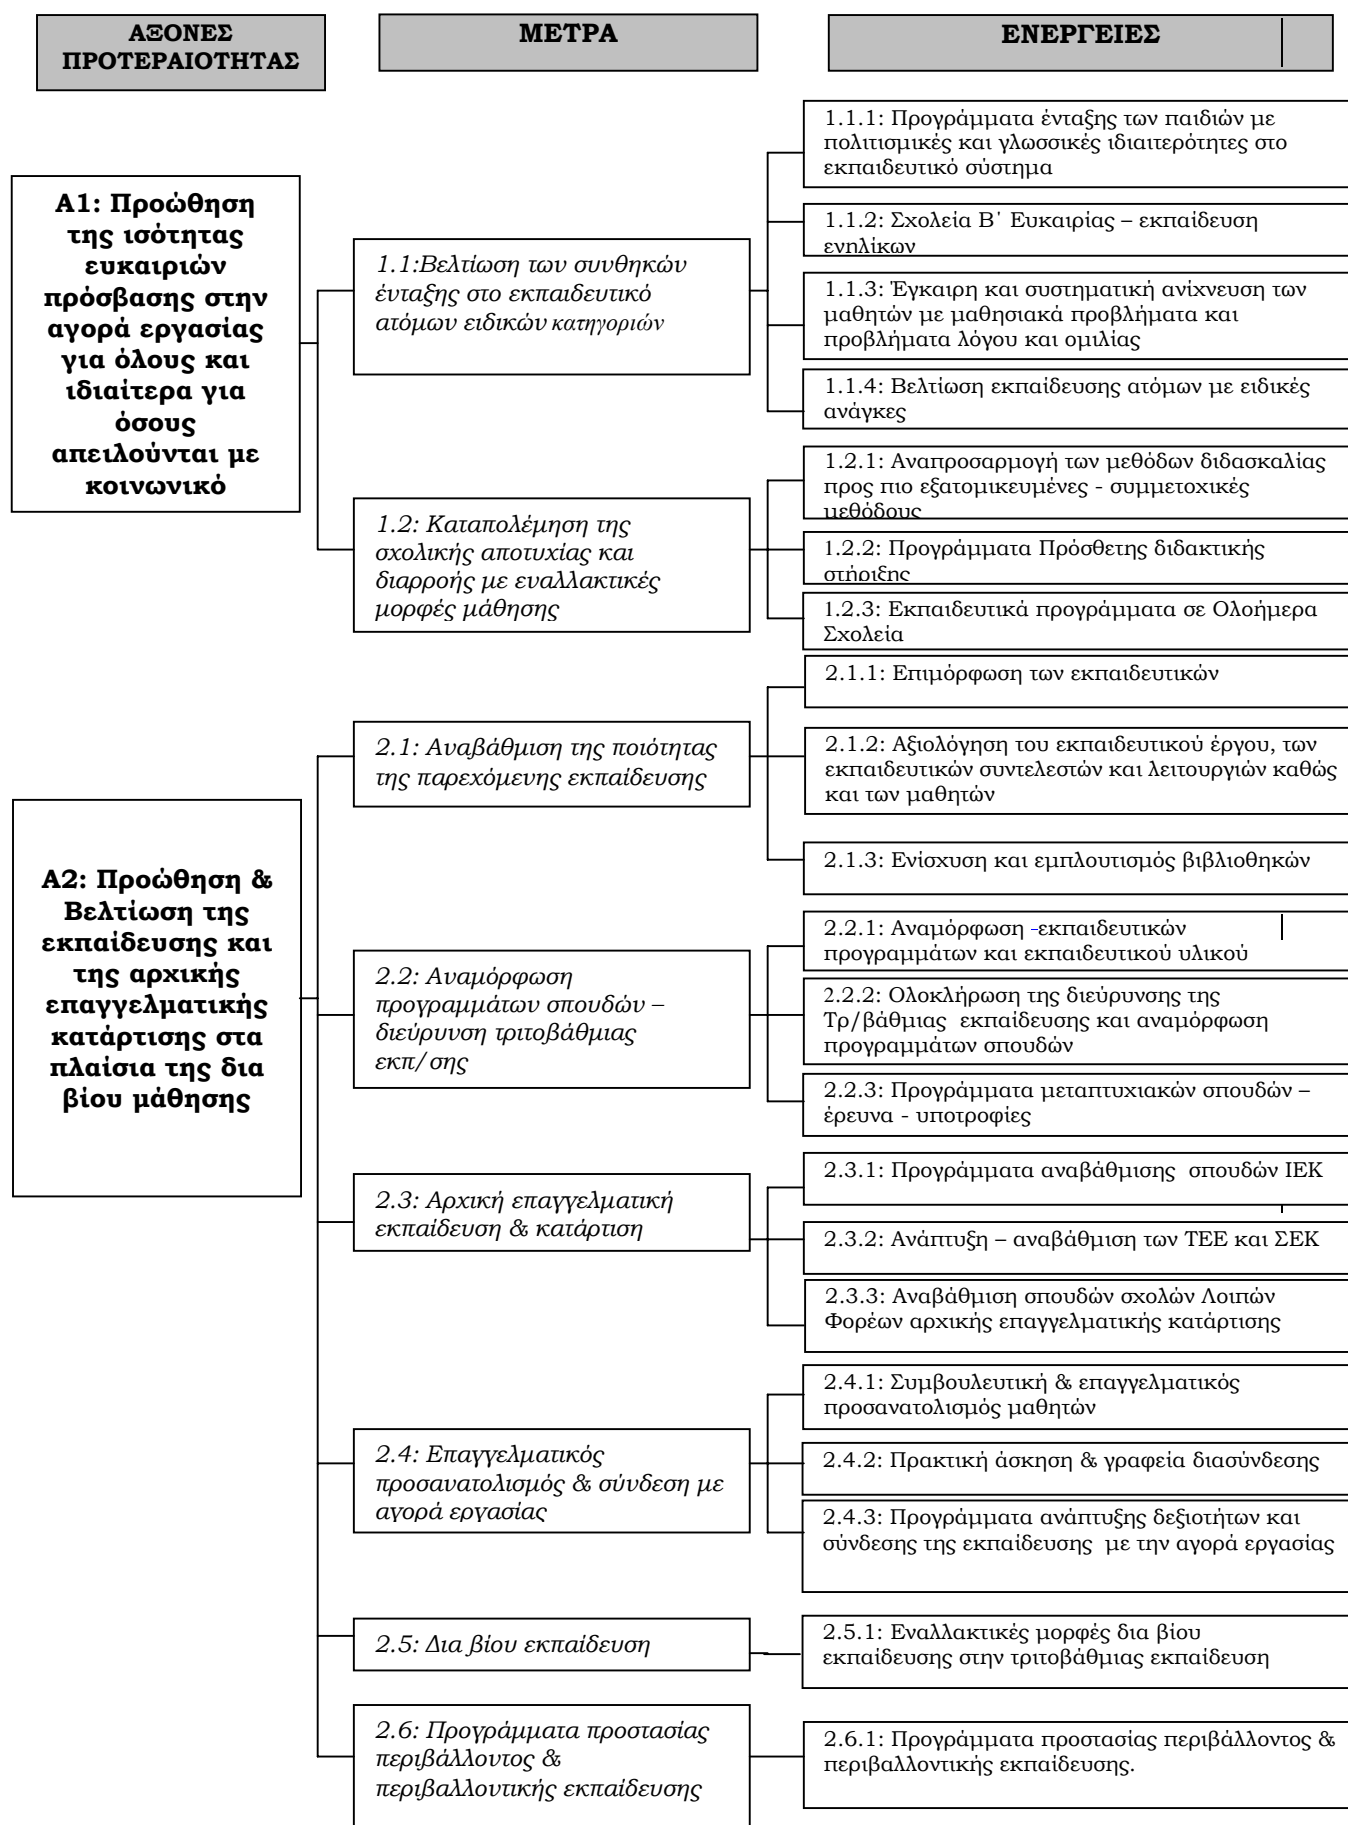 ΑΞΟΝΕΣ
ΠΡΟΤΕΡΑΙΟΤΗΤΑΣ
ΜΕΤΡΑ
ΕΝΕΡΓΕΙΕΣ
Α1: Προώθηση
της ισότητας
ευκαιριών
πρόσβασης στην
αγορά εργασίας
για όλους και
ιδιαίτερα για
όσους
απειλούνται με
κοινωνικό
1.1:Βελτίωση των συνθηκών
ένταξης στο εκπαιδευτικό
ατόμων ειδικών κατηγοριών
1.1.1: Προγράμματα ένταξης των παιδιών με
πολιτισμικές και γλωσσικές ιδιαιτερότητες στο
εκπαιδευτικό σύστημα
1.1.2: Σχολεία Β΄ Ευκαιρίας – εκπαίδευση
ενηλίκων
1.1.3: Έγκαιρη και συστηματική ανίχνευση των
μαθητών με μαθησιακά προβλήματα και
προβλήματα λόγου και ομιλίας
1.1.4: Βελτίωση εκπαίδευσης ατόμων με ειδικές
ανάγκες
1.2: Καταπολέμηση της
σχολικής αποτυχίας και
διαρροής με εναλλακτικές
μορφές μάθησης
1.2.1: Αναπροσαρμογή των μεθόδων διδασκαλίας
προς πιο εξατομικευμένες - συμμετοχικές
μεθόδους
1.2.2: Προγράμματα Πρόσθετης διδακτικής
στήριξης
1.2.3: Εκπαιδευτικά προγράμματα σε Ολοήμερα
Σχολεία
Α2: Προώθηση &
Βελτίωση της
εκπαίδευσης και
της αρχικής
επαγγελματικής
κατάρτισης στα
πλαίσια της δια
βίου μάθησης
2.1: Αναβάθμιση της ποιότητας
της παρεχόμενης εκπαίδευσης
2.1.1: Επιμόρφωση των εκπαιδευτικών
2.1.2: Αξιολόγηση του εκπαιδευτικού έργου, των
εκπαιδευτικών συντελεστών και λειτουργιών καθώς
και των μαθητών
2.1.3: Ενίσχυση και εμπλουτισμός βιβλιοθηκών
2.2: Αναμόρφωση
προγραμμάτων σπουδών –
διεύρυνση τριτοβάθμιας
εκπ/σης
2.2.1: Αναμόρφωση -εκπαιδευτικών
προγραμμάτων και εκπαιδευτικού υλικού
2.2.2: Ολοκλήρωση της διεύρυνσης της
Τρ/βάθμιας εκπαίδευσης και αναμόρφωση
προγραμμάτων σπουδών
2.2.3: Προγράμματα μεταπτυχιακών σπουδών –
έρευνα - υποτροφίες
2.3: Αρχική επαγγελματική
εκπαίδευση & κατάρτιση
2.3.1: Προγράμματα αναβάθμισης σπουδών ΙΕΚ
2.3.2: Ανάπτυξη – αναβάθμιση των ΤΕΕ και ΣΕΚ
2.3.3: Αναβάθμιση σπουδών σχολών Λοιπών
Φορέων αρχικής επαγγελματικής κατάρτισης
2.4: Επαγγελματικός
προσανατολισμός & σύνδεση με
αγορά εργασίας
2.4.1: Συμβουλευτική & επαγγελματικός
προσανατολισμός μαθητών
2.4.2: Πρακτική άσκηση & γραφεία διασύνδεσης
2.4.3: Προγράμματα ανάπτυξης δεξιοτήτων και
σύνδεσης της εκπαίδευσης με την αγορά εργασίας
2.5: Δια βίου εκπαίδευση
2.5.1: Εναλλακτικές μορφές δια βίου
εκπαίδευσης στην τριτοβάθμιας εκπαίδευση
2.6: Προγράμματα προστασίας
περιβάλλοντος &
περιβαλλοντικής εκπαίδευσης
2.6.1: Προγράμματα προστασίας περιβάλλοντος &
περιβαλλοντικής εκπαίδευσης.